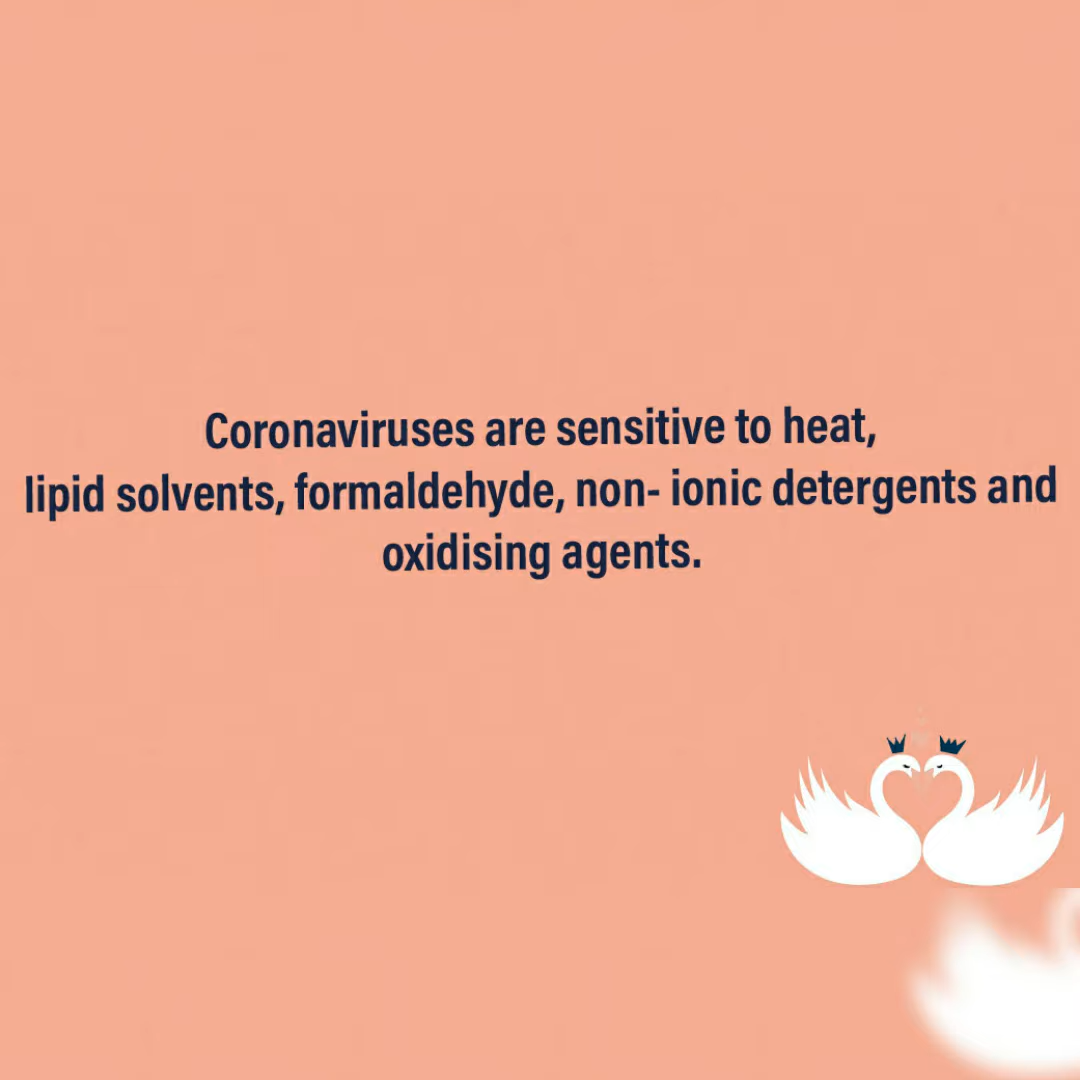 Coronaviruses are sensitive to heat,
lipid solvents, formaldehyde, non- ionic detergents and
oxidising agents.